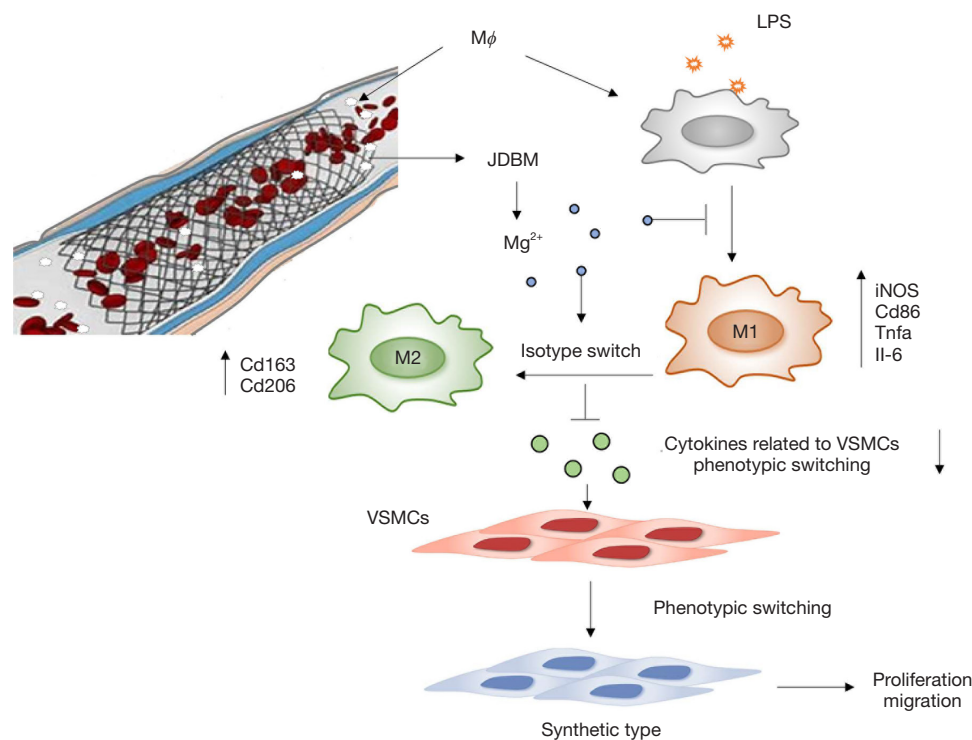 LPS
Mϕ
JDBM
Mg²⁺
iNOS
Cd86
Tnfa
Il-6
M1
M2
Isotype switch
Cd163
Cd206
Cytokines related to VSMCs
phenotypic switching
VSMCs
Phenotypic switching
Proliferation
migration
Synthetic type